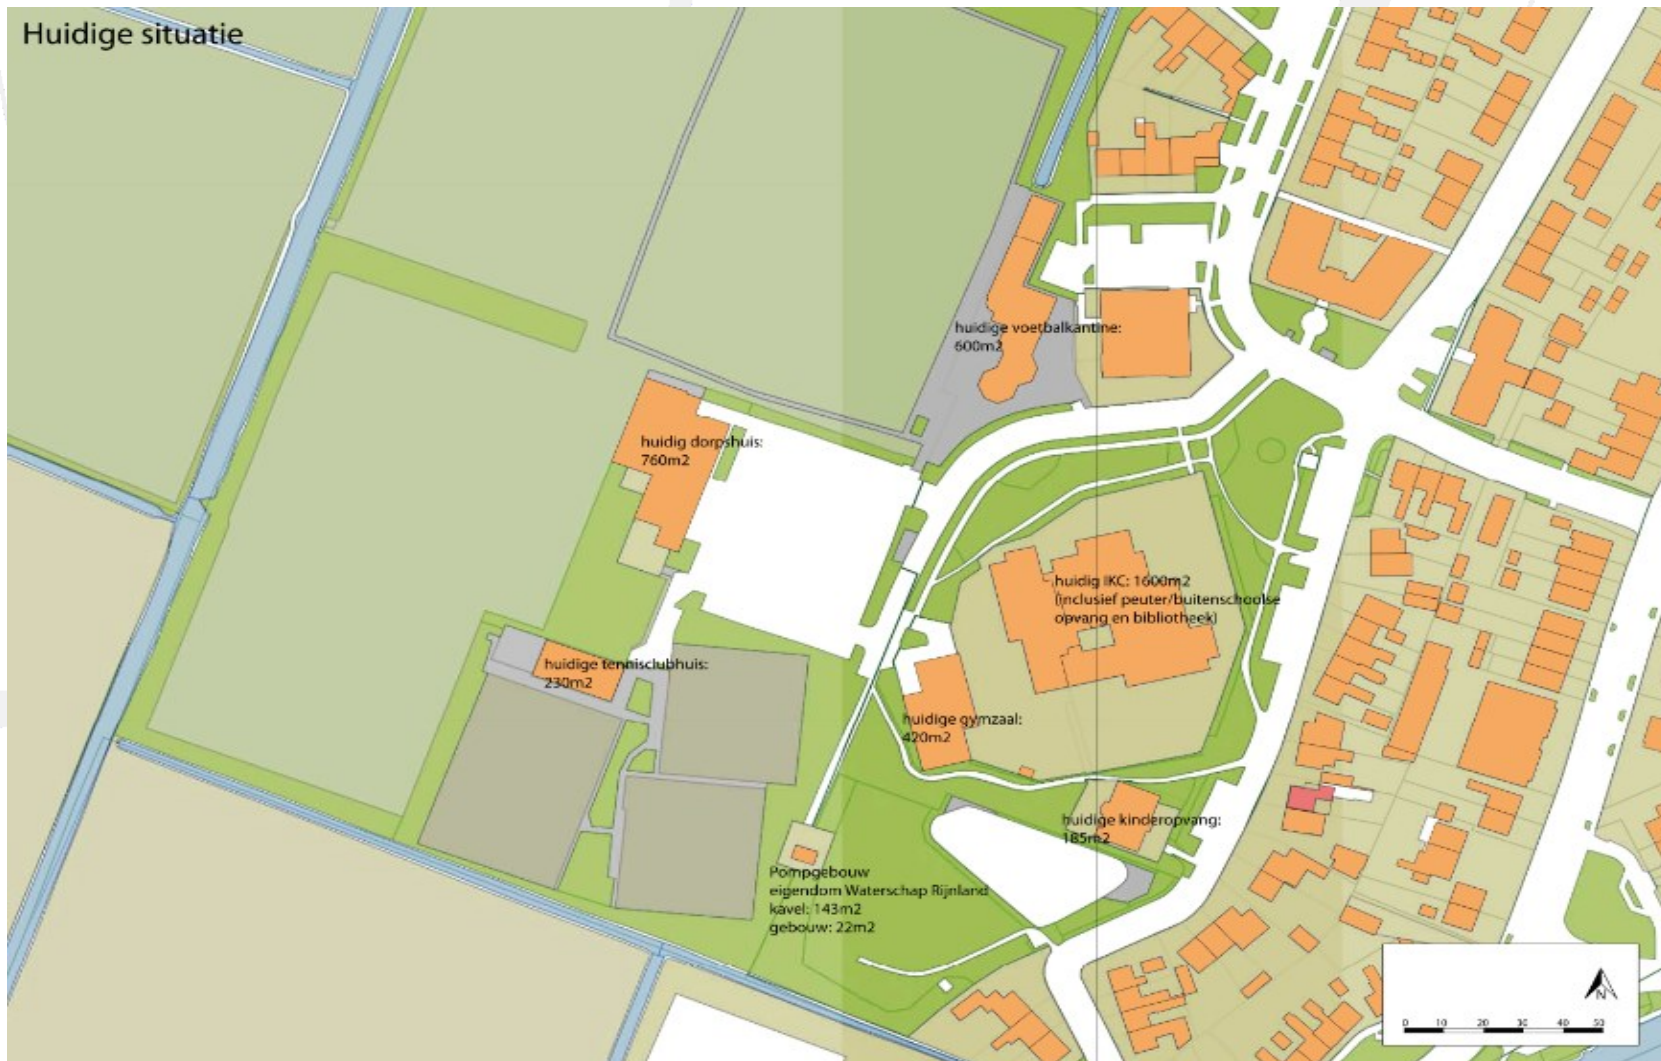 Huidige situatie
huidige voetbalkantine:
600m2
huidig dorpshuis:
760m2
huidig IKC: 1600m2
(inclusief peuter/buitenschoolse
opvang en bibliotheek)
huidige tennisclubhuis:
230m2
huidige gymzaal:
420m2
huidige kinderopvang:
185m2
Pompgebouw
eigendom Waterschap Rijnland
kavel: 143m2
gebouw: 22m2
N
0 10 20 30 40 50